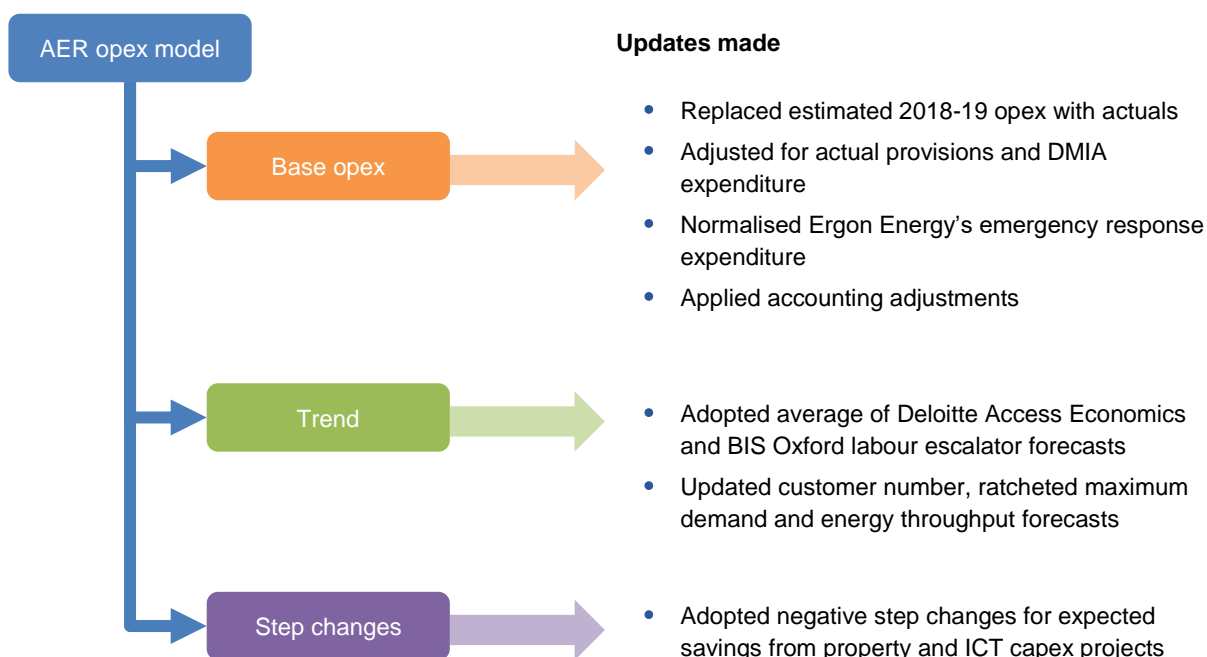 AER opex model
Updates made
Base opex
• Replaced estimated 2018-19 opex with actuals
• Adjusted for actual provisions and DMIA
expenditure
• Normalised Ergon Energy’s emergency response
expenditure
• Applied accounting adjustments
Trend
• Adopted average of Deloitte Access Economics
and BIS Oxford labour escalator forecasts
• Updated customer number, ratcheted maximum
demand and energy throughput forecasts
Step changes
• Adopted negative step changes for expected
savings from property and ICT capex projects